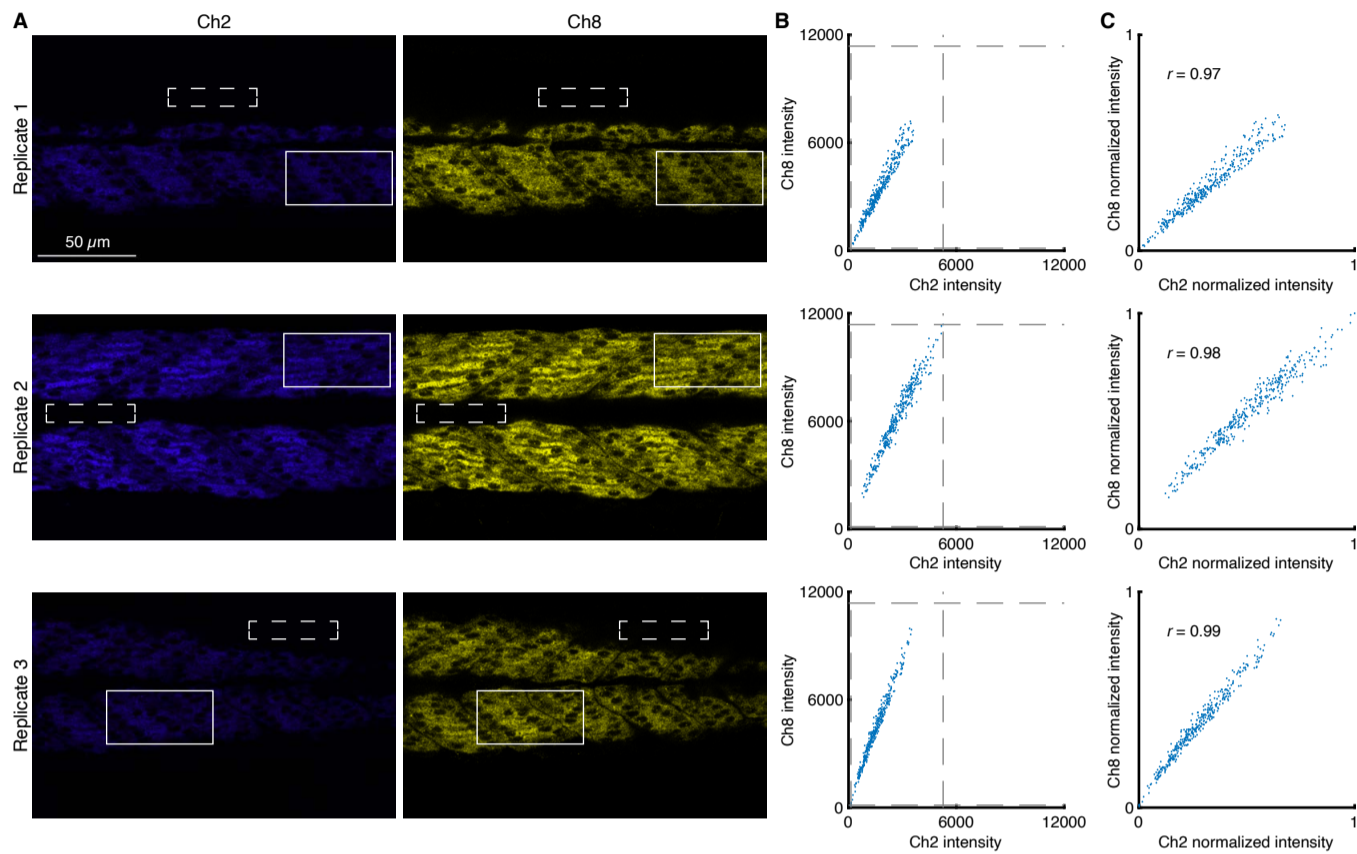 A
Ch2
Ch8
B
C
Replicate 1
50 µm
12000
Ch8 intensity
6000
0
0
6000
12000
Ch2 intensity
1
Ch8 normalized intensity
r = 0.97
0
0
1
Ch2 normalized intensity
Replicate 2
12000
Ch8 intensity
6000
0
0
6000
12000
Ch2 intensity
1
Ch8 normalized intensity
r = 0.98
0
0
1
Ch2 normalized intensity
Replicate 3
12000
Ch8 intensity
6000
0
0
6000
12000
Ch2 intensity
1
Ch8 normalized intensity
r = 0.99
0
0
1
Ch2 normalized intensity